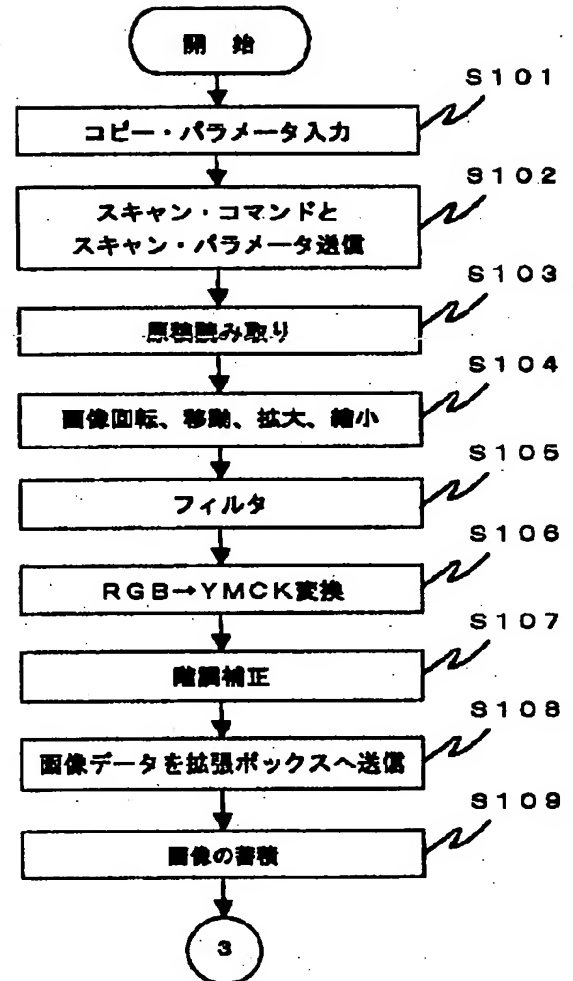 開 始
S101
コピー・パラメータ入力
S102
スキャン・コマンドと
スキャン・パラメータ送信
S103
原稿読み取り
S104
画像回転、移動、拡大、縮小
S105
フィルタ
S106
RGB→YMCK変換
S107
階調補正
S108
画像データを拡張ボックスへ送信
S109
画像の蓄積
3